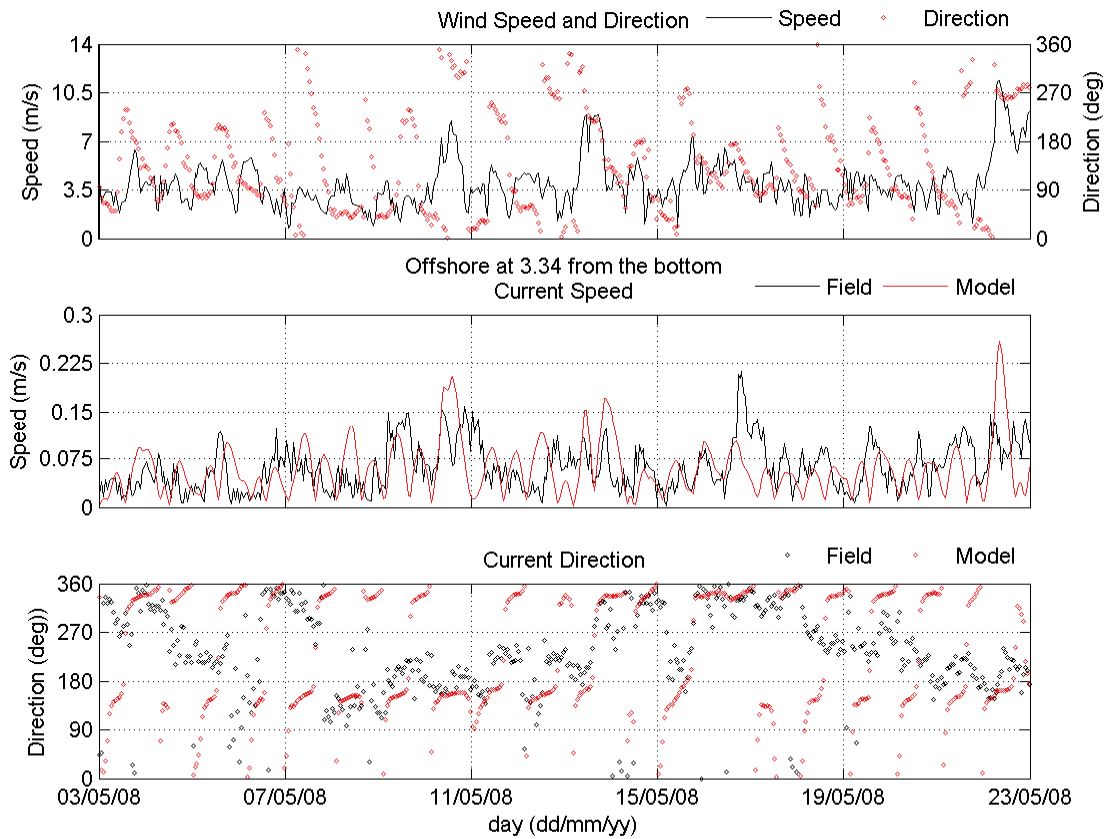 Wind Speed and Direction Speed Direction
14 360
10.5 270
7 180
3.5 90
0 0
Speed (m/s)
Direction (deg)
Offshore at 3.34 from the bottom
Current Speed Field Model
0.3
0.225
0.15
0.075
0
Speed (m/s)
Current Direction Field Model
360
270
180
90
0
Direction (deg))
03/05/08 07/05/08 11/05/08 15/05/08 19/05/08 23/05/08
day (dd/mm/yy)